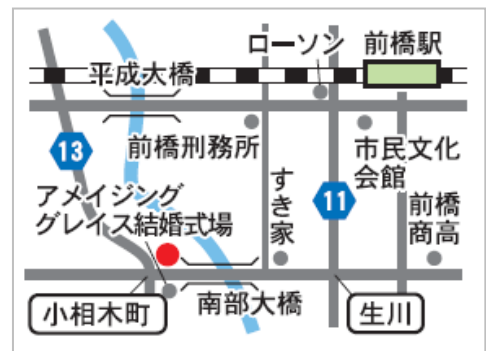 ローソン
前橋駅
平成大橋
13
前橋刑務所
市民文化
会館
アメイジング
グレイス結婚式場
すき家
11
前橋
商高
小相木町
南部大橋
生川